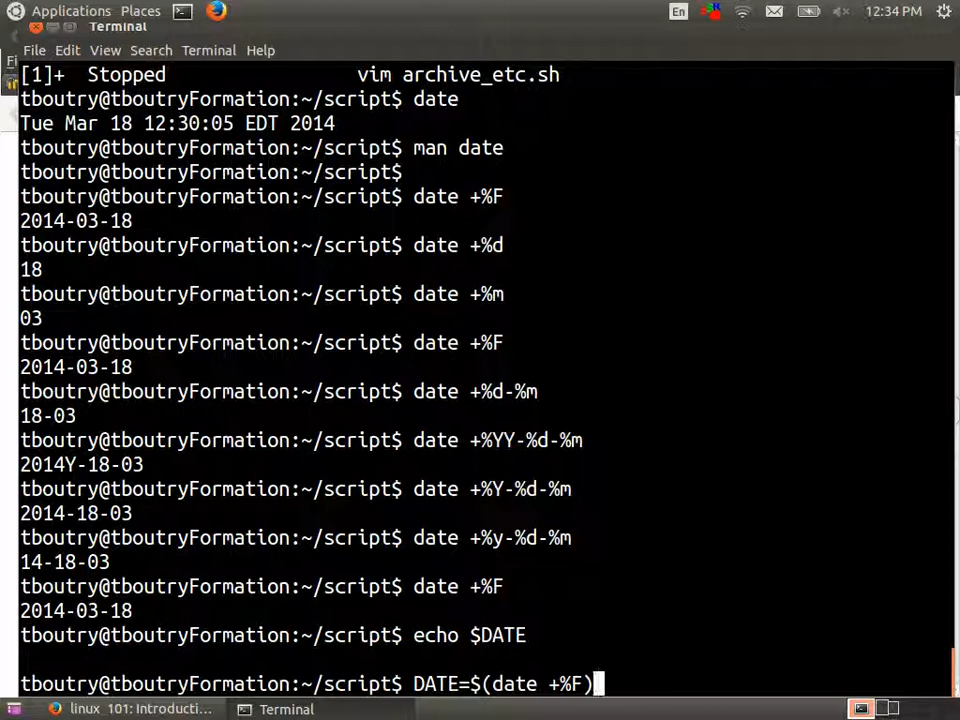 Applications Places En 12:34 PM
Terminal
File Edit View Search Terminal Help
[1]+ Stopped vim archive_etc.sh
tboutry@tboutryFormation:~/script$ date
Tue Mar 18 12:30:05 EDT 2014
tboutry@tboutryFormation:~/script$ man date
tboutry@tboutryFormation:~/script$
tboutry@tboutryFormation:~/script$ date +%F
2014-03-18
tboutry@tboutryFormation:~/script$ date +%d
18
tboutry@tboutryFormation:~/script$ date +%m
03
tboutry@tboutryFormation:~/script$ date +%F
2014-03-18
tboutry@tboutryFormation:~/script$ date +%d-%m
18-03
tboutry@tboutryFormation:~/script$ date +%YY-%d-%m
2014Y-18-03
tboutry@tboutryFormation:~/script$ date +%Y-%d-%m
2014-18-03
tboutry@tboutryFormation:~/script$ date +%y-%d-%m
14-18-03
tboutry@tboutryFormation:~/script$ date +%F
2014-03-18
tboutry@tboutryFormation:~/script$ echo $DATE
tboutry@tboutryFormation:~/script$ DATE=$(date +%F)
linux_101: Introducti... Terminal